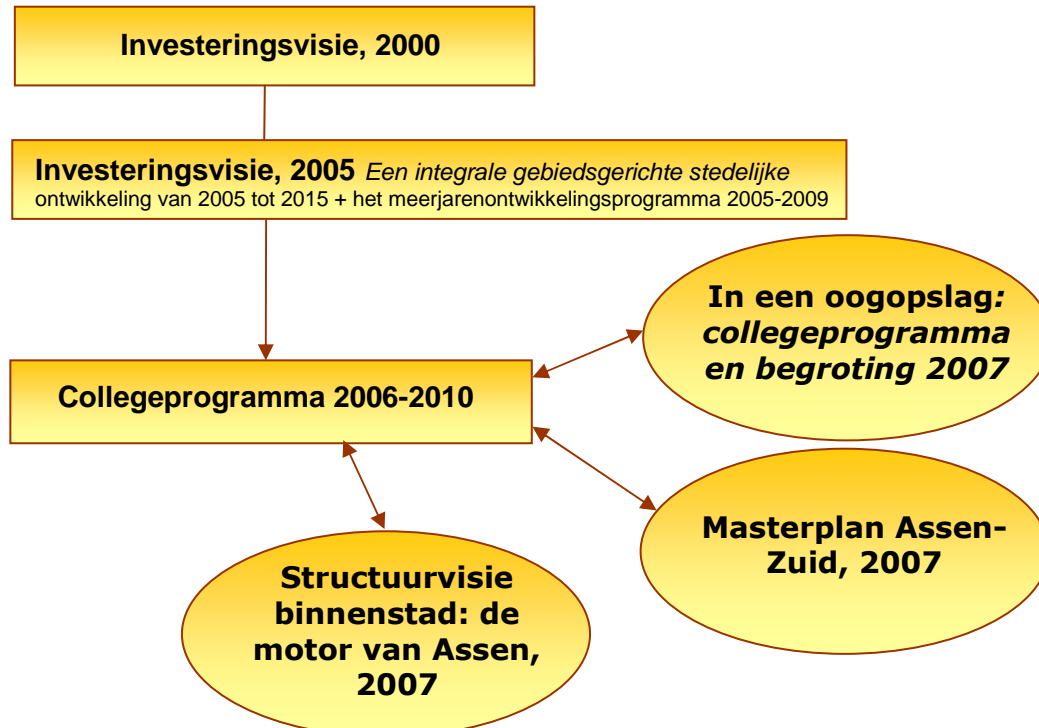 Investeringsvisie, 2000
Investeringsvisie, 2005 Een integrale gebiedsgerichte stedelijke
ontwikkeling van 2005 tot 2015 + het meerjarenontwikkelingsprogramma 2005-2009
In een oogopslag:
collegeprogramma
en begroting 2007
Collegeprogramma 2006-2010
Masterplan Assen-
Zuid, 2007
Structuurvisie
binnenstad: de
motor van Assen,
2007